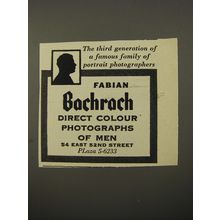 The third generation of
a famous family of
portrait photographers
FABIAN
Bachrach
DIRECT COLOUR
PHOTOGRAPHS
OF MEN
54 EAST 52ND STREET
PLaza 5-6233